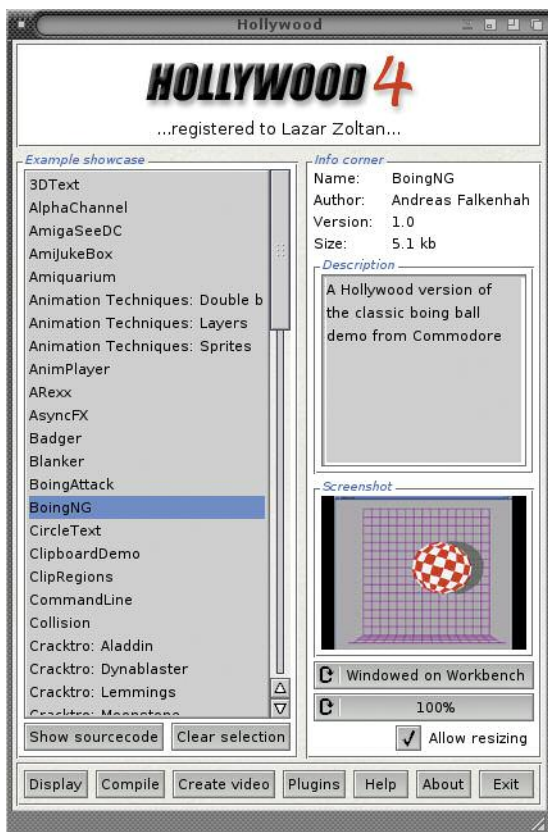 Hollywood
HOLLYWOOD 4
...registered to Lazar Zoltan...
Example showcase
3DText
AlphaChannel
AmigaSeeDC
AmiJukeBox
Amiquarium
Animation Techniques: Double b
Animation Techniques: Layers
Animation Techniques: Sprites
AnimPlayer
ARexx
AsyncFX
Badger
Blanker
BoingAttack
BoingNG
CircleText
ClipboardDemo
ClipRegions
CommandLine
Collision
Cracktro: Aladdin
Cracktro: Dynablaster
Cracktro: Lemmings
Show sourcecode
Clear selection
Info corner
Name: BoingNG
Author: Andreas Falkenhah
Version: 1.0
Size: 5.1 kb
Description
A Hollywood version of
the classic boing ball
demo from Commodore
Screenshot
Windowed on Workbench
100%
Allow resizing
Display
Compile
Create video
Plugins
Help
About
Exit